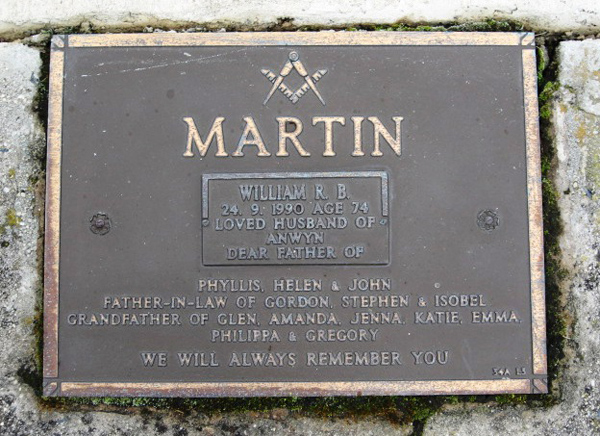 MARTIN
WILLIAM R. B.
24. 9. 1990 AGE 74
LOVED HUSBAND OF
ANWYN
DEAR FATHER OF
PHYLLIS, HELEN & JOHN
FATHER-IN-LAW OF GORDON, STEPHEN & ISOBEL
GRANDFATHER OF GLEN, AMANDA, JENNA, KATIE, EMMA,
PHILIPPA & GREGORY
WE WILL ALWAYS REMEMBER YOU